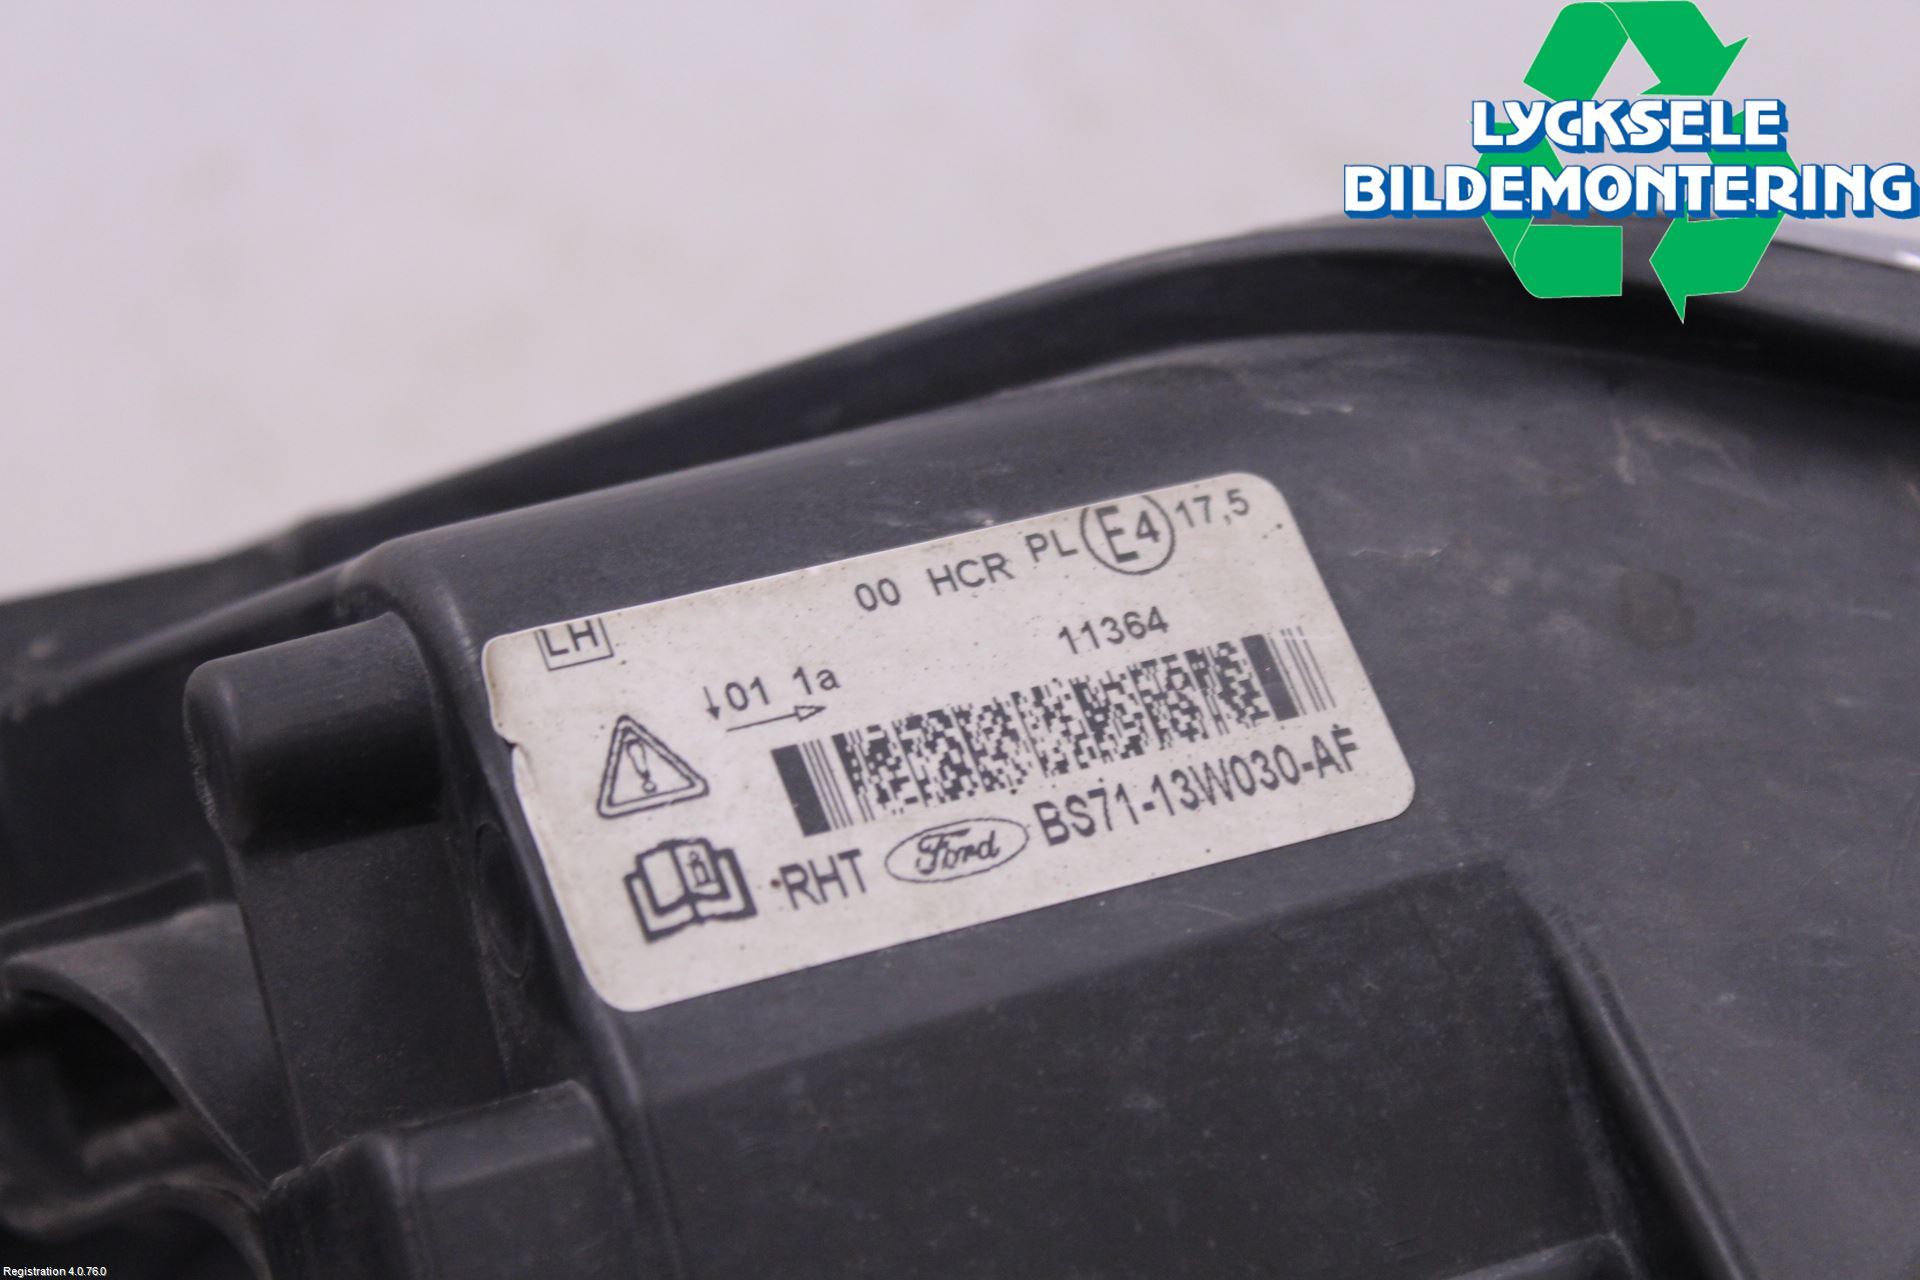 LYCKSELE
BILDEMONTERING
00 HCR PL E4 17,5
LH
11364
↓01 1a
RHT Ford BS71-13W030-AF
Registration 4.0.76.0